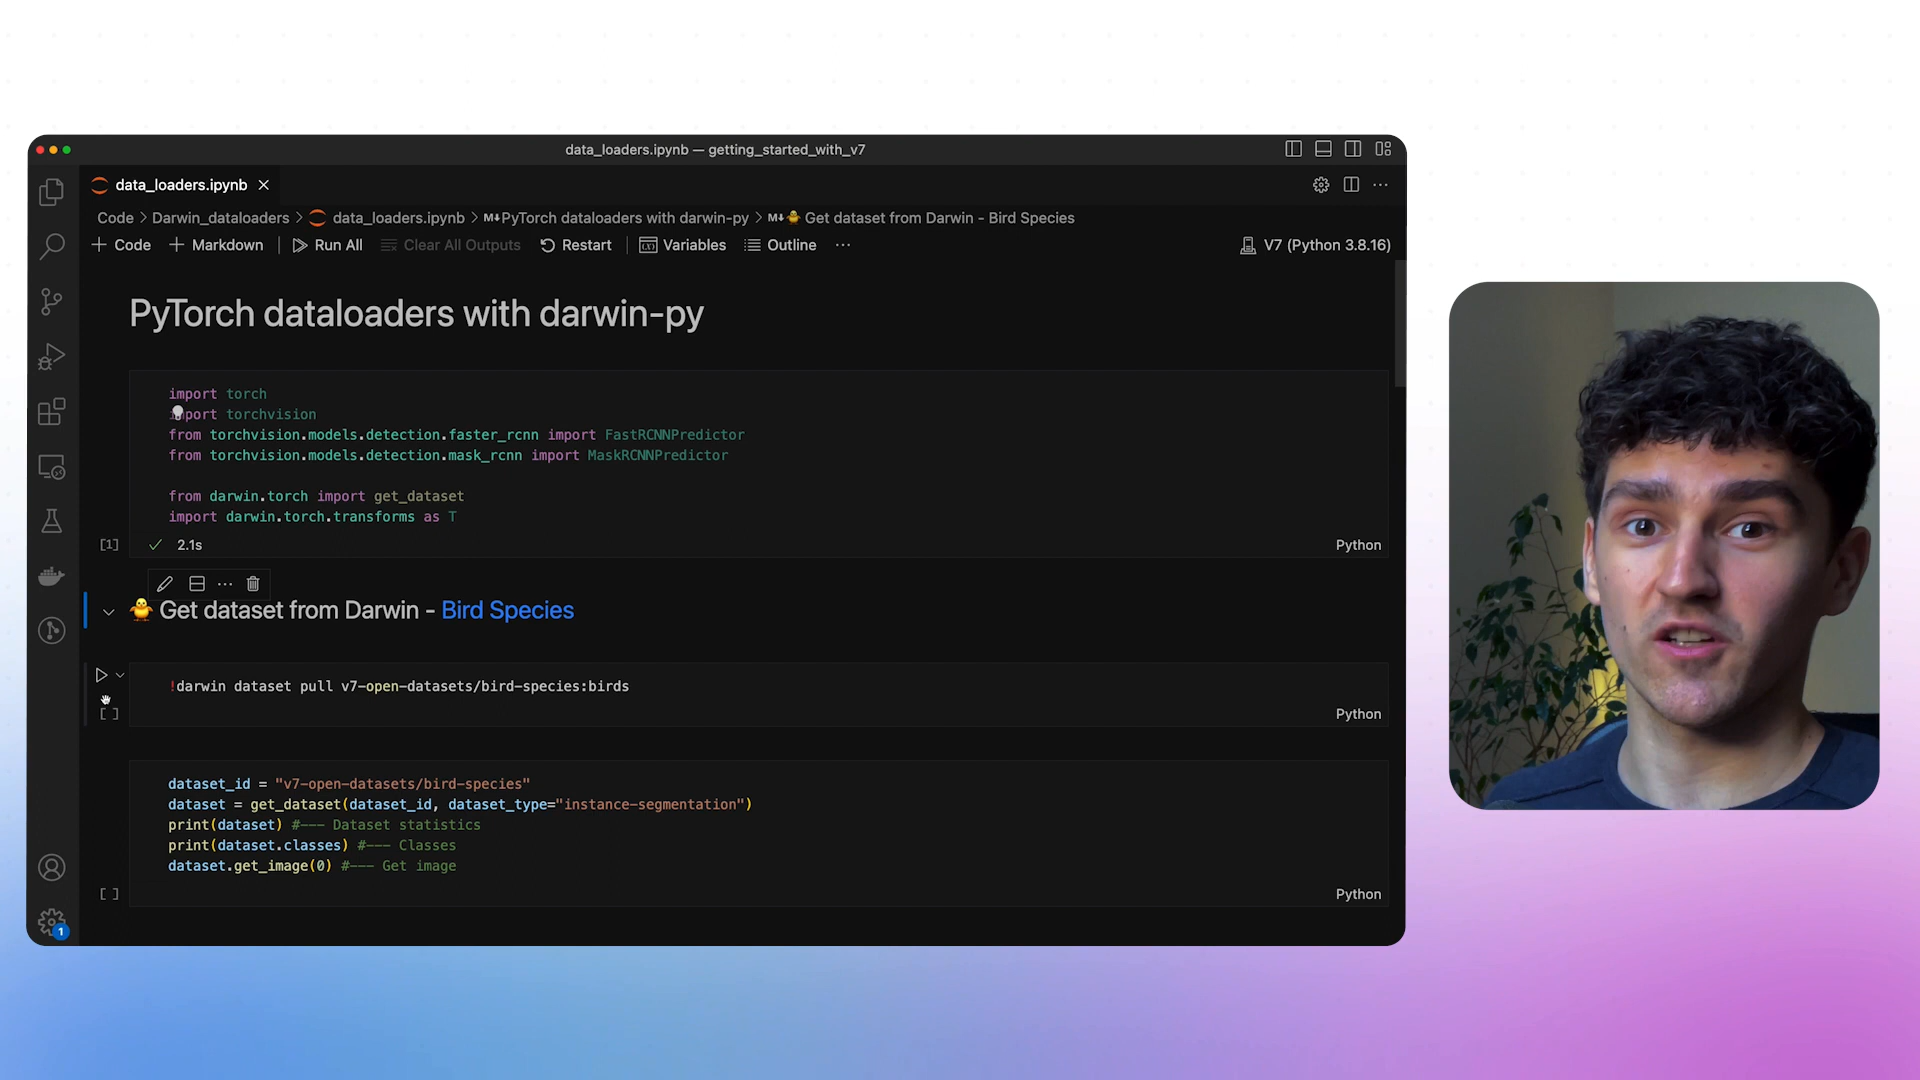 data_loaders.ipynb — getting_started_with_v7
data_loaders.ipynb
Code > Darwin_dataloaders > data_loaders.ipynb > M↓PyTorch dataloaders with darwin-py > M↓🐥 Get dataset from Darwin - Bird Species
+ Code + Markdown Run All Clear All Outputs Restart Variables Outline ··· V7 (Python 3.8.16)
PyTorch dataloaders with darwin-py
import torch
import torchvision
from torchvision.models.detection.faster_rcnn import FastRCNNPredictor
from torchvision.models.detection.mask_rcnn import MaskRCNNPredictor
from darwin.torch import get_dataset
import darwin.torch.transforms as T
[1] ✓ 2.1s Python
🐥 Get dataset from Darwin - Bird Species
!darwin dataset pull v7-open-datasets/bird-species:birds
[ ] Python
dataset_id = "v7-open-datasets/bird-species"
dataset = get_dataset(dataset_id, dataset_type="instance-segmentation")
print(dataset) #--- Dataset statistics
print(dataset.classes) #--- Classes
dataset.get_image(0) #--- Get image
[ ] Python
1